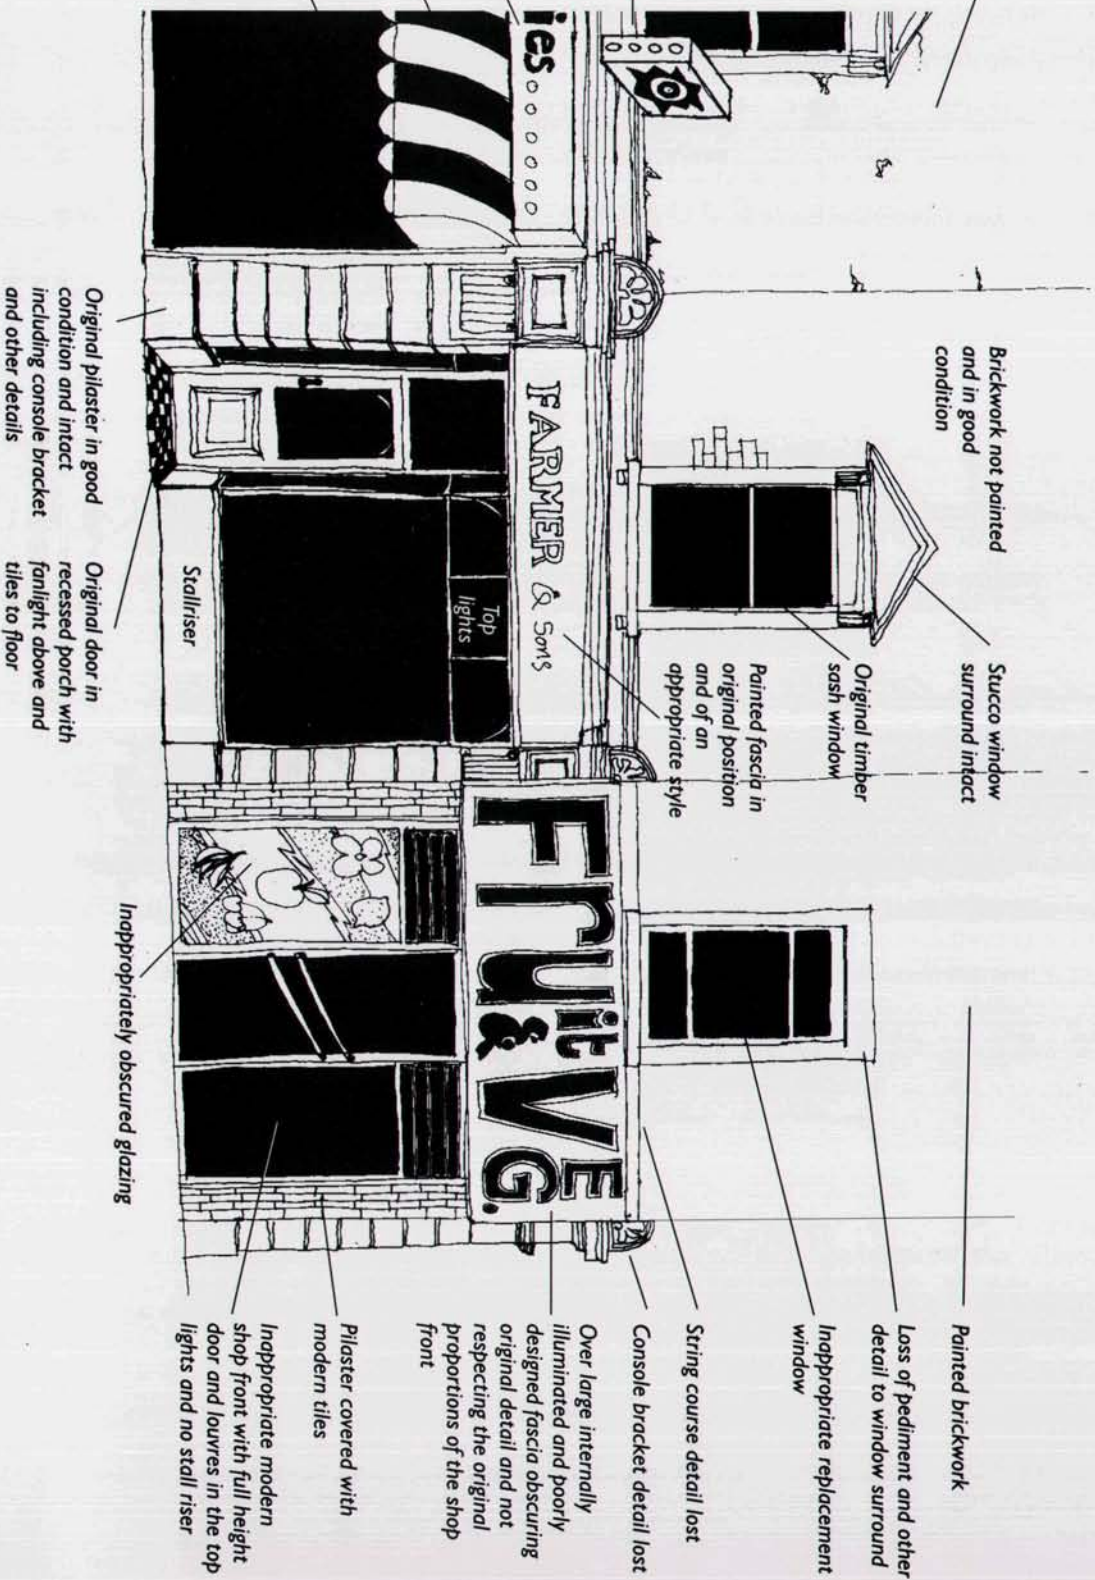 ies
Brickwork not painted
and in good
condition
Stucco window
surround intact
Original timber
sash window
Painted fascia in
original position
and of an
appropriate style
FARMER & Sons
Top
lights
Stallriser
Original pilaster in good
condition and intact
including console bracket
and other details
Original door in
recessed porch with
fanlight above and
tiles to floor
Fruit & VEG.
Inappropriately obscured glazing
Painted brickwork
Loss of pediment and other
detail to window surround
Inappropriate replacement
window
String course detail lost
Console bracket detail lost
Over large internally
illuminated and poorly
designed fascia obscuring
original detail and not
respecting the original
proportions of the shop
front
Pilaster covered with
modern tiles
Inappropriate modern
shop front with full height
door and louvres in the top
lights and no stall riser